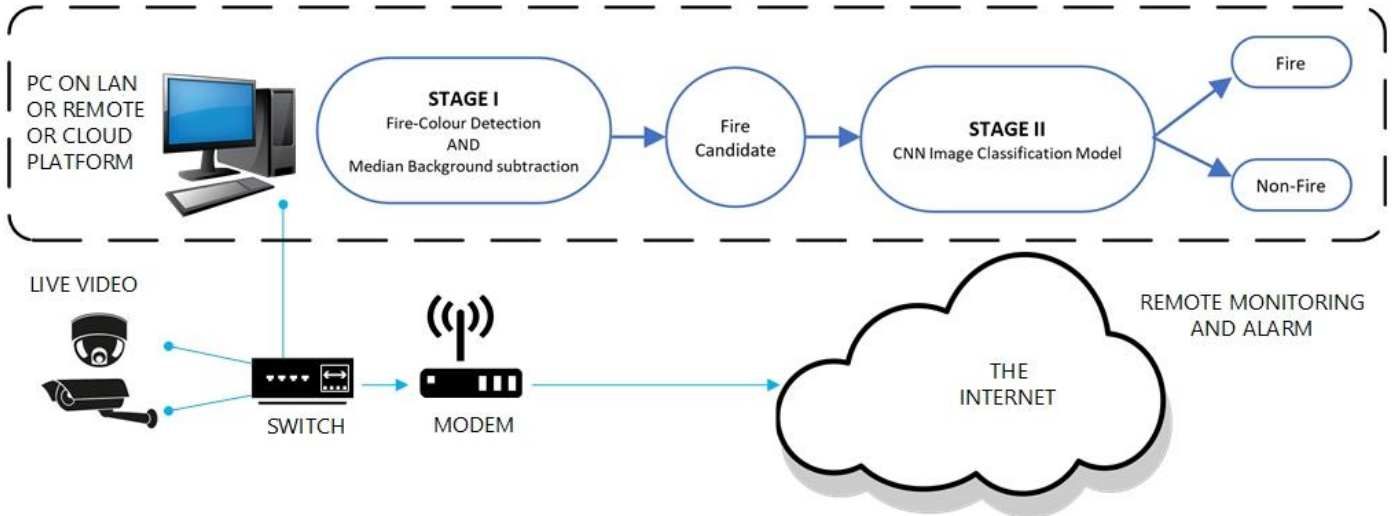 PC ON LAN
OR REMOTE
OR CLOUD
PLATFORM
STAGE I
Fire-Colour Detection
AND
Median Background subtraction
Fire
Candidate
STAGE II
CNN Image Classification Model
Fire
Non-Fire
LIVE VIDEO
SWITCH
MODEM
THE
INTERNET
REMOTE MONITORING
AND ALARM